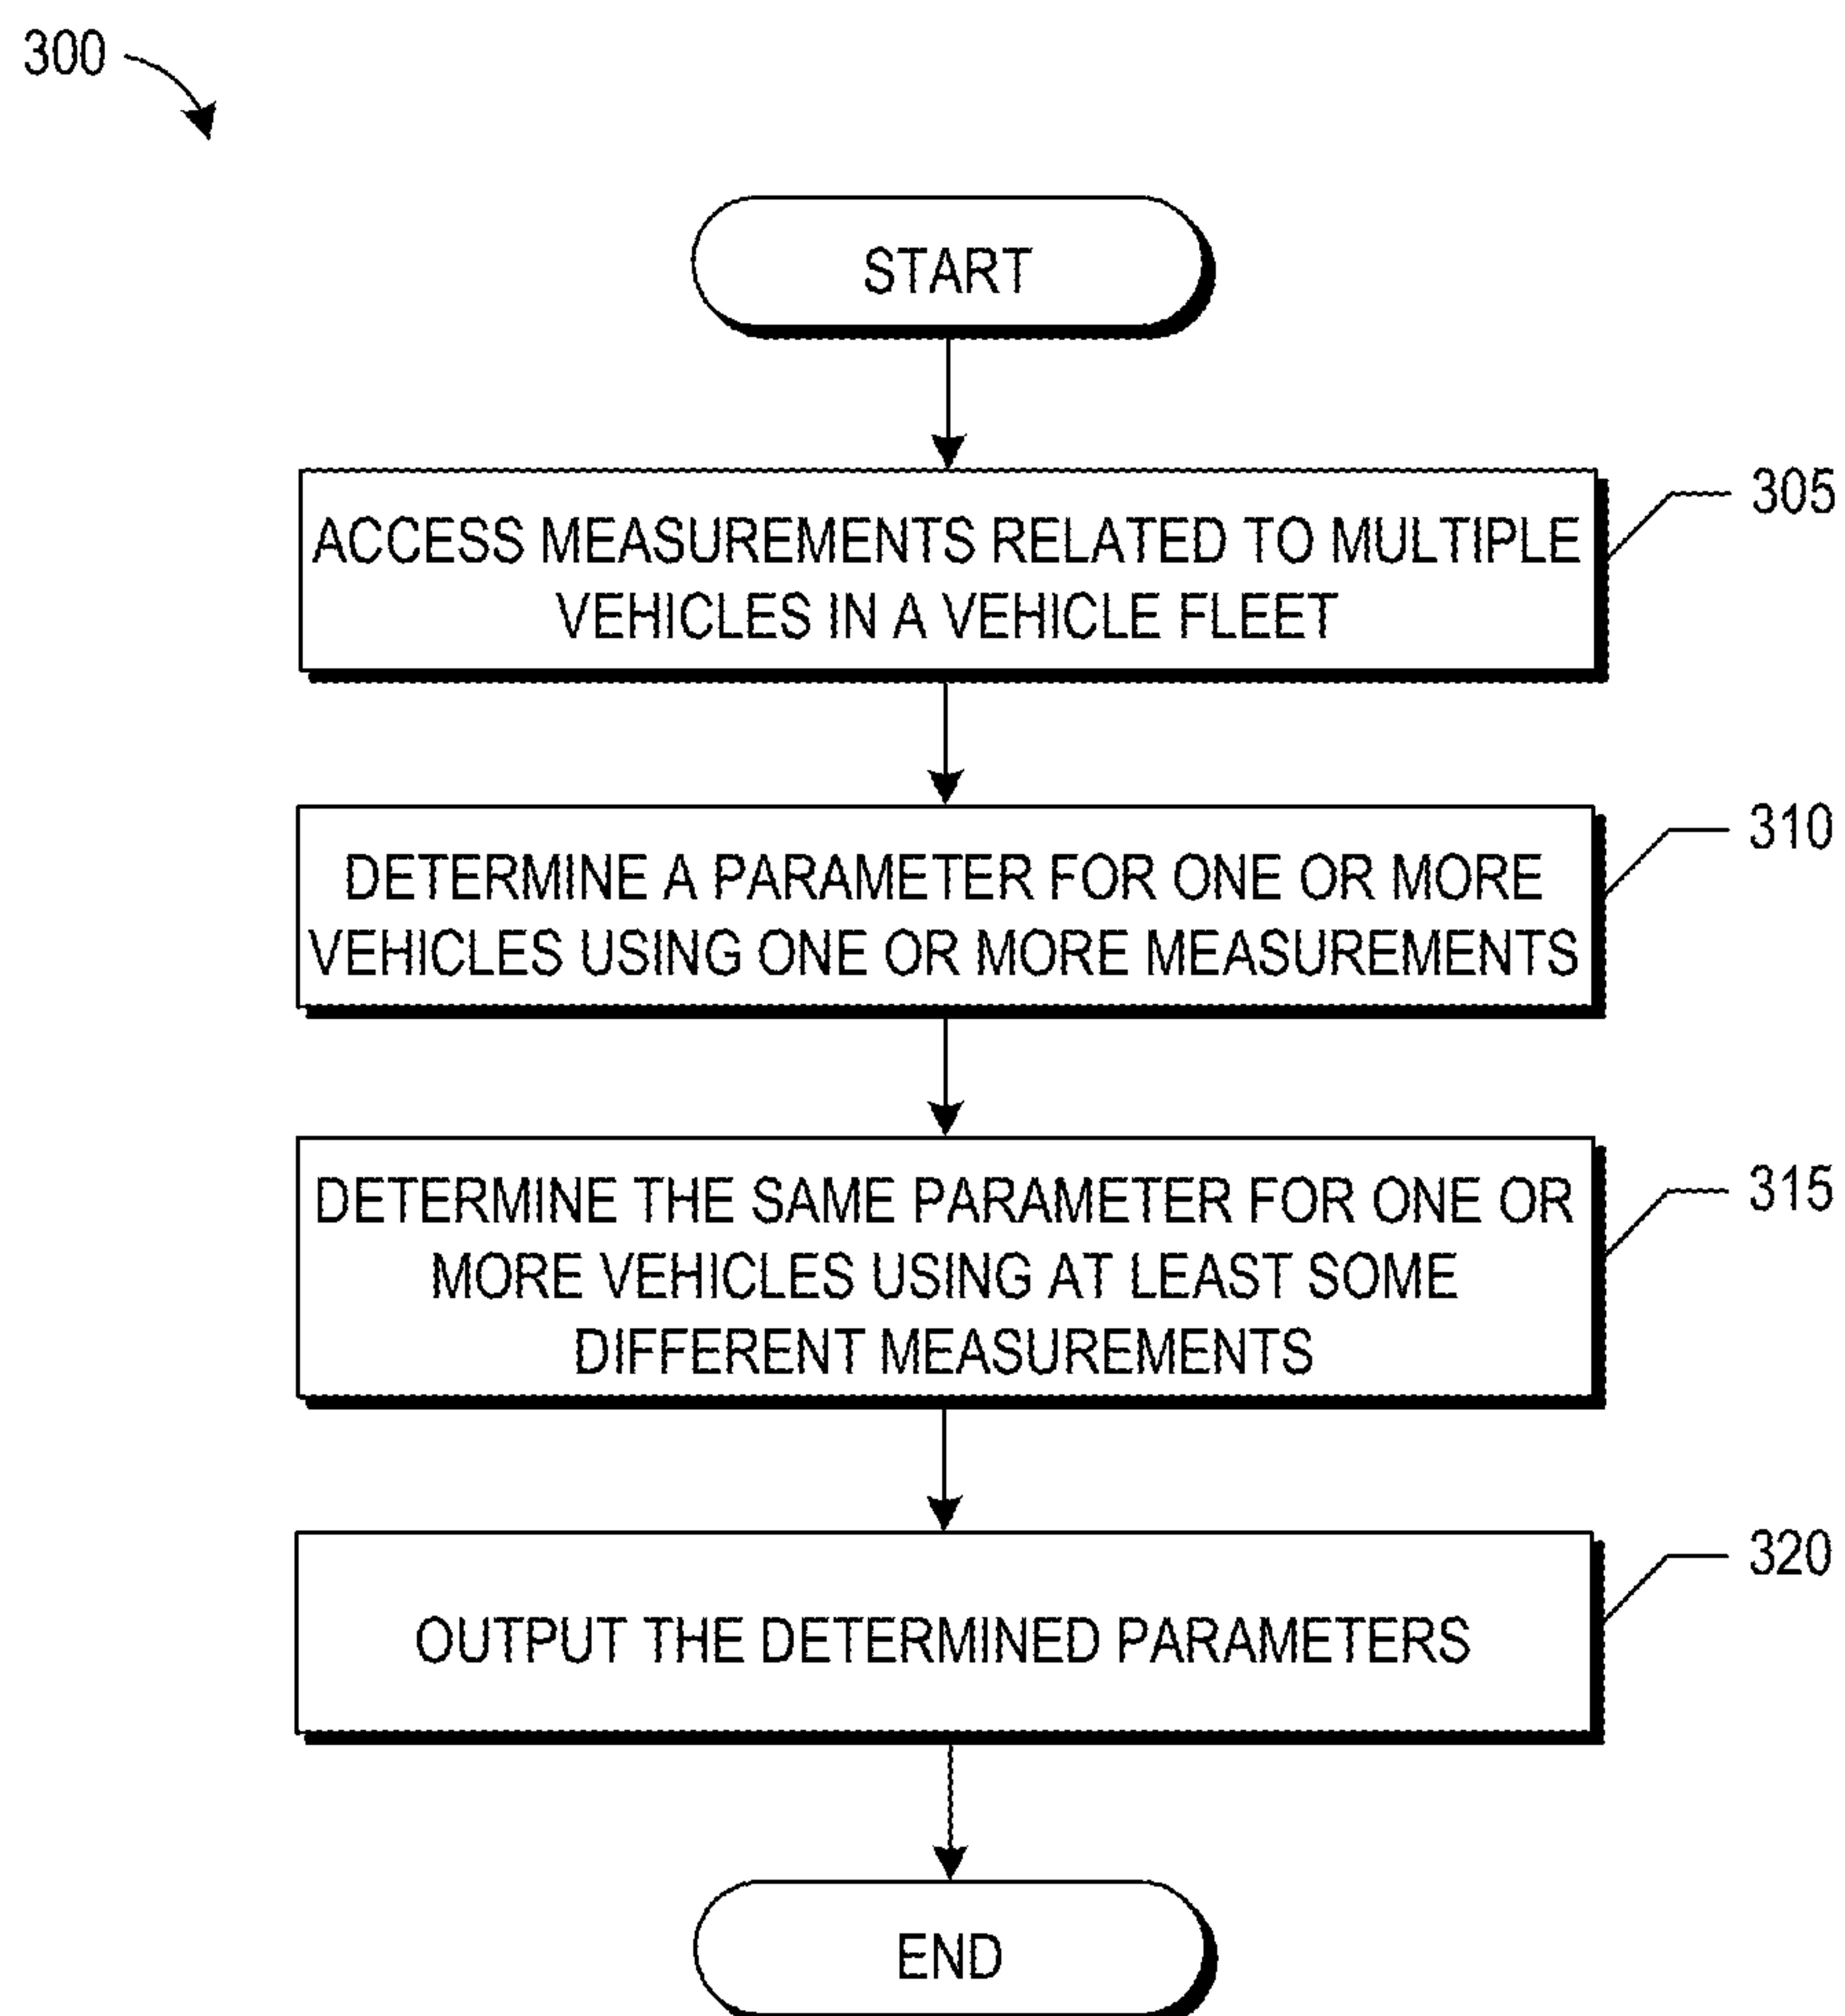 300
START
ACCESS MEASUREMENTS RELATED TO MULTIPLE
VEHICLES IN A VEHICLE FLEET
305
DETERMINE A PARAMETER FOR ONE OR MORE
VEHICLES USING ONE OR MORE MEASUREMENTS
310
DETERMINE THE SAME PARAMETER FOR ONE OR
MORE VEHICLES USING AT LEAST SOME
DIFFERENT MEASUREMENTS
315
OUTPUT THE DETERMINED PARAMETERS
320
END